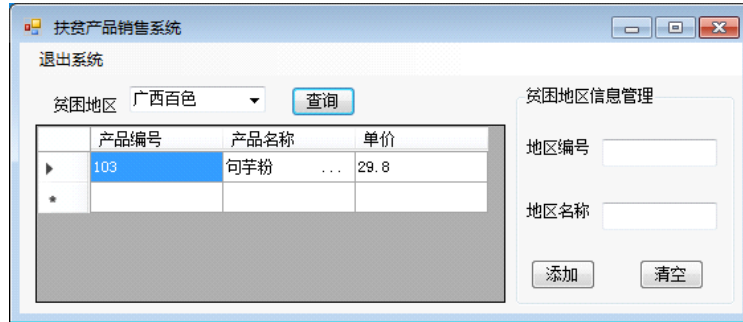 扶贫产品销售系统
退出系统
贫困地区 广西百色 查询
产品编号 产品名称 单价
103 句芋粉 ... 29.8
贫困地区信息管理
地区编号
地区名称
添加 清空